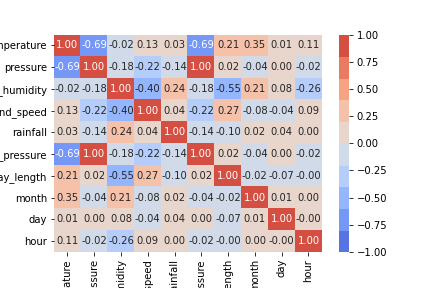 mperature 1.00 -0.69 -0.02 0.13 0.03 -0.69 0.21 0.35 0.01 0.11
pressure -0.69 1.00 -0.18 -0.22 -0.14 1.00 0.02 -0.04 0.00 -0.02
_humidity -0.02 -0.18 1.00 -0.40 0.24 -0.18 -0.55 0.21 0.08 -0.26
nd_speed 0.13 -0.22 -0.40 1.00 0.04 -0.22 0.27 -0.08 -0.04 0.09
rainfall 0.03 -0.14 0.24 0.04 1.00 -0.14 -0.10 0.02 0.04 0.00
_pressure -0.69 1.00 -0.18 -0.22 -0.14 1.00 0.02 -0.04 0.00 -0.02
ay_length 0.21 0.02 -0.55 0.27 -0.10 0.02 1.00 -0.02 -0.07 -0.00
month 0.35 -0.04 0.21 -0.08 0.02 -0.04 -0.02 1.00 0.01 0.00
day 0.01 0.00 0.08 -0.04 0.04 0.00 -0.07 0.01 1.00 -0.00
hour 0.11 -0.02 -0.26 0.09 0.00 -0.02 -0.00 0.00 -0.00 1.00
ature
ssure
midity
speed
infall
ssure
length
month
day
hour
1.00
0.75
0.50
0.25
0.00
−0.25
−0.50
−0.75
−1.00